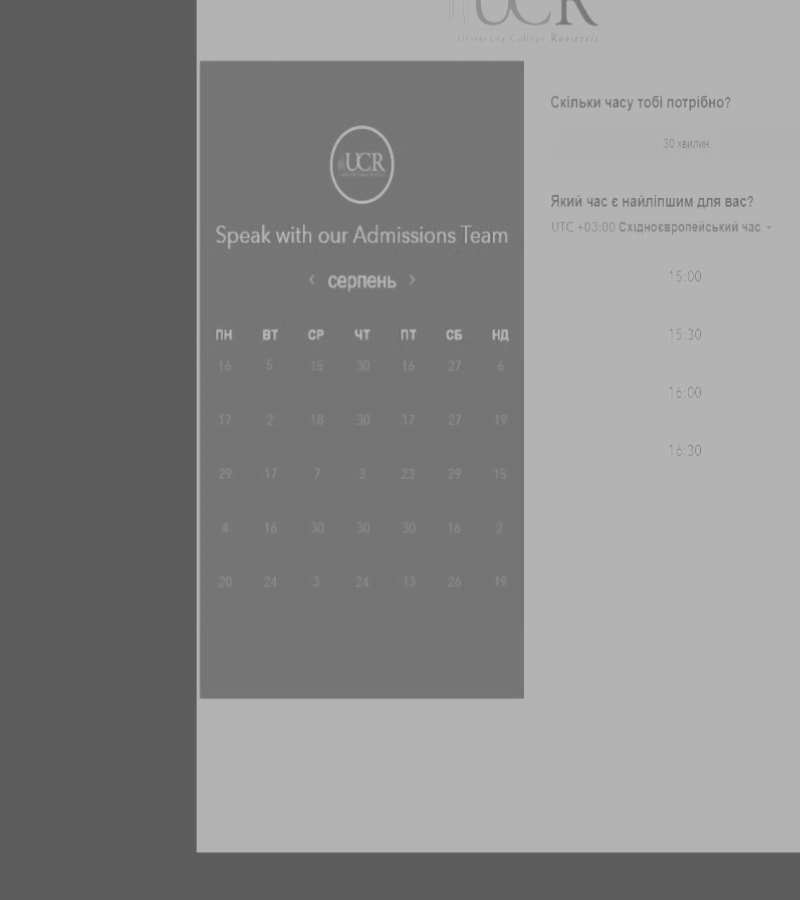 UCR
University College Roosevelt
UCR
Speak with our Admissions Team
‹ серпень ›
ПН ВТ СР ЧТ ПТ СБ НД
16 5 15 30 16 27 6
17 2 18 30 17 27 19
29 17 7 3 23 29 15
4 16 30 30 30 16 2
20 24 3 24 13 26 19
Скільки часу тобі потрібно?
30 хвилин
Який час є найліпшим для вас?
UTC +03:00 Східноєвропейський час
15:00
15:30
16:00
16:30